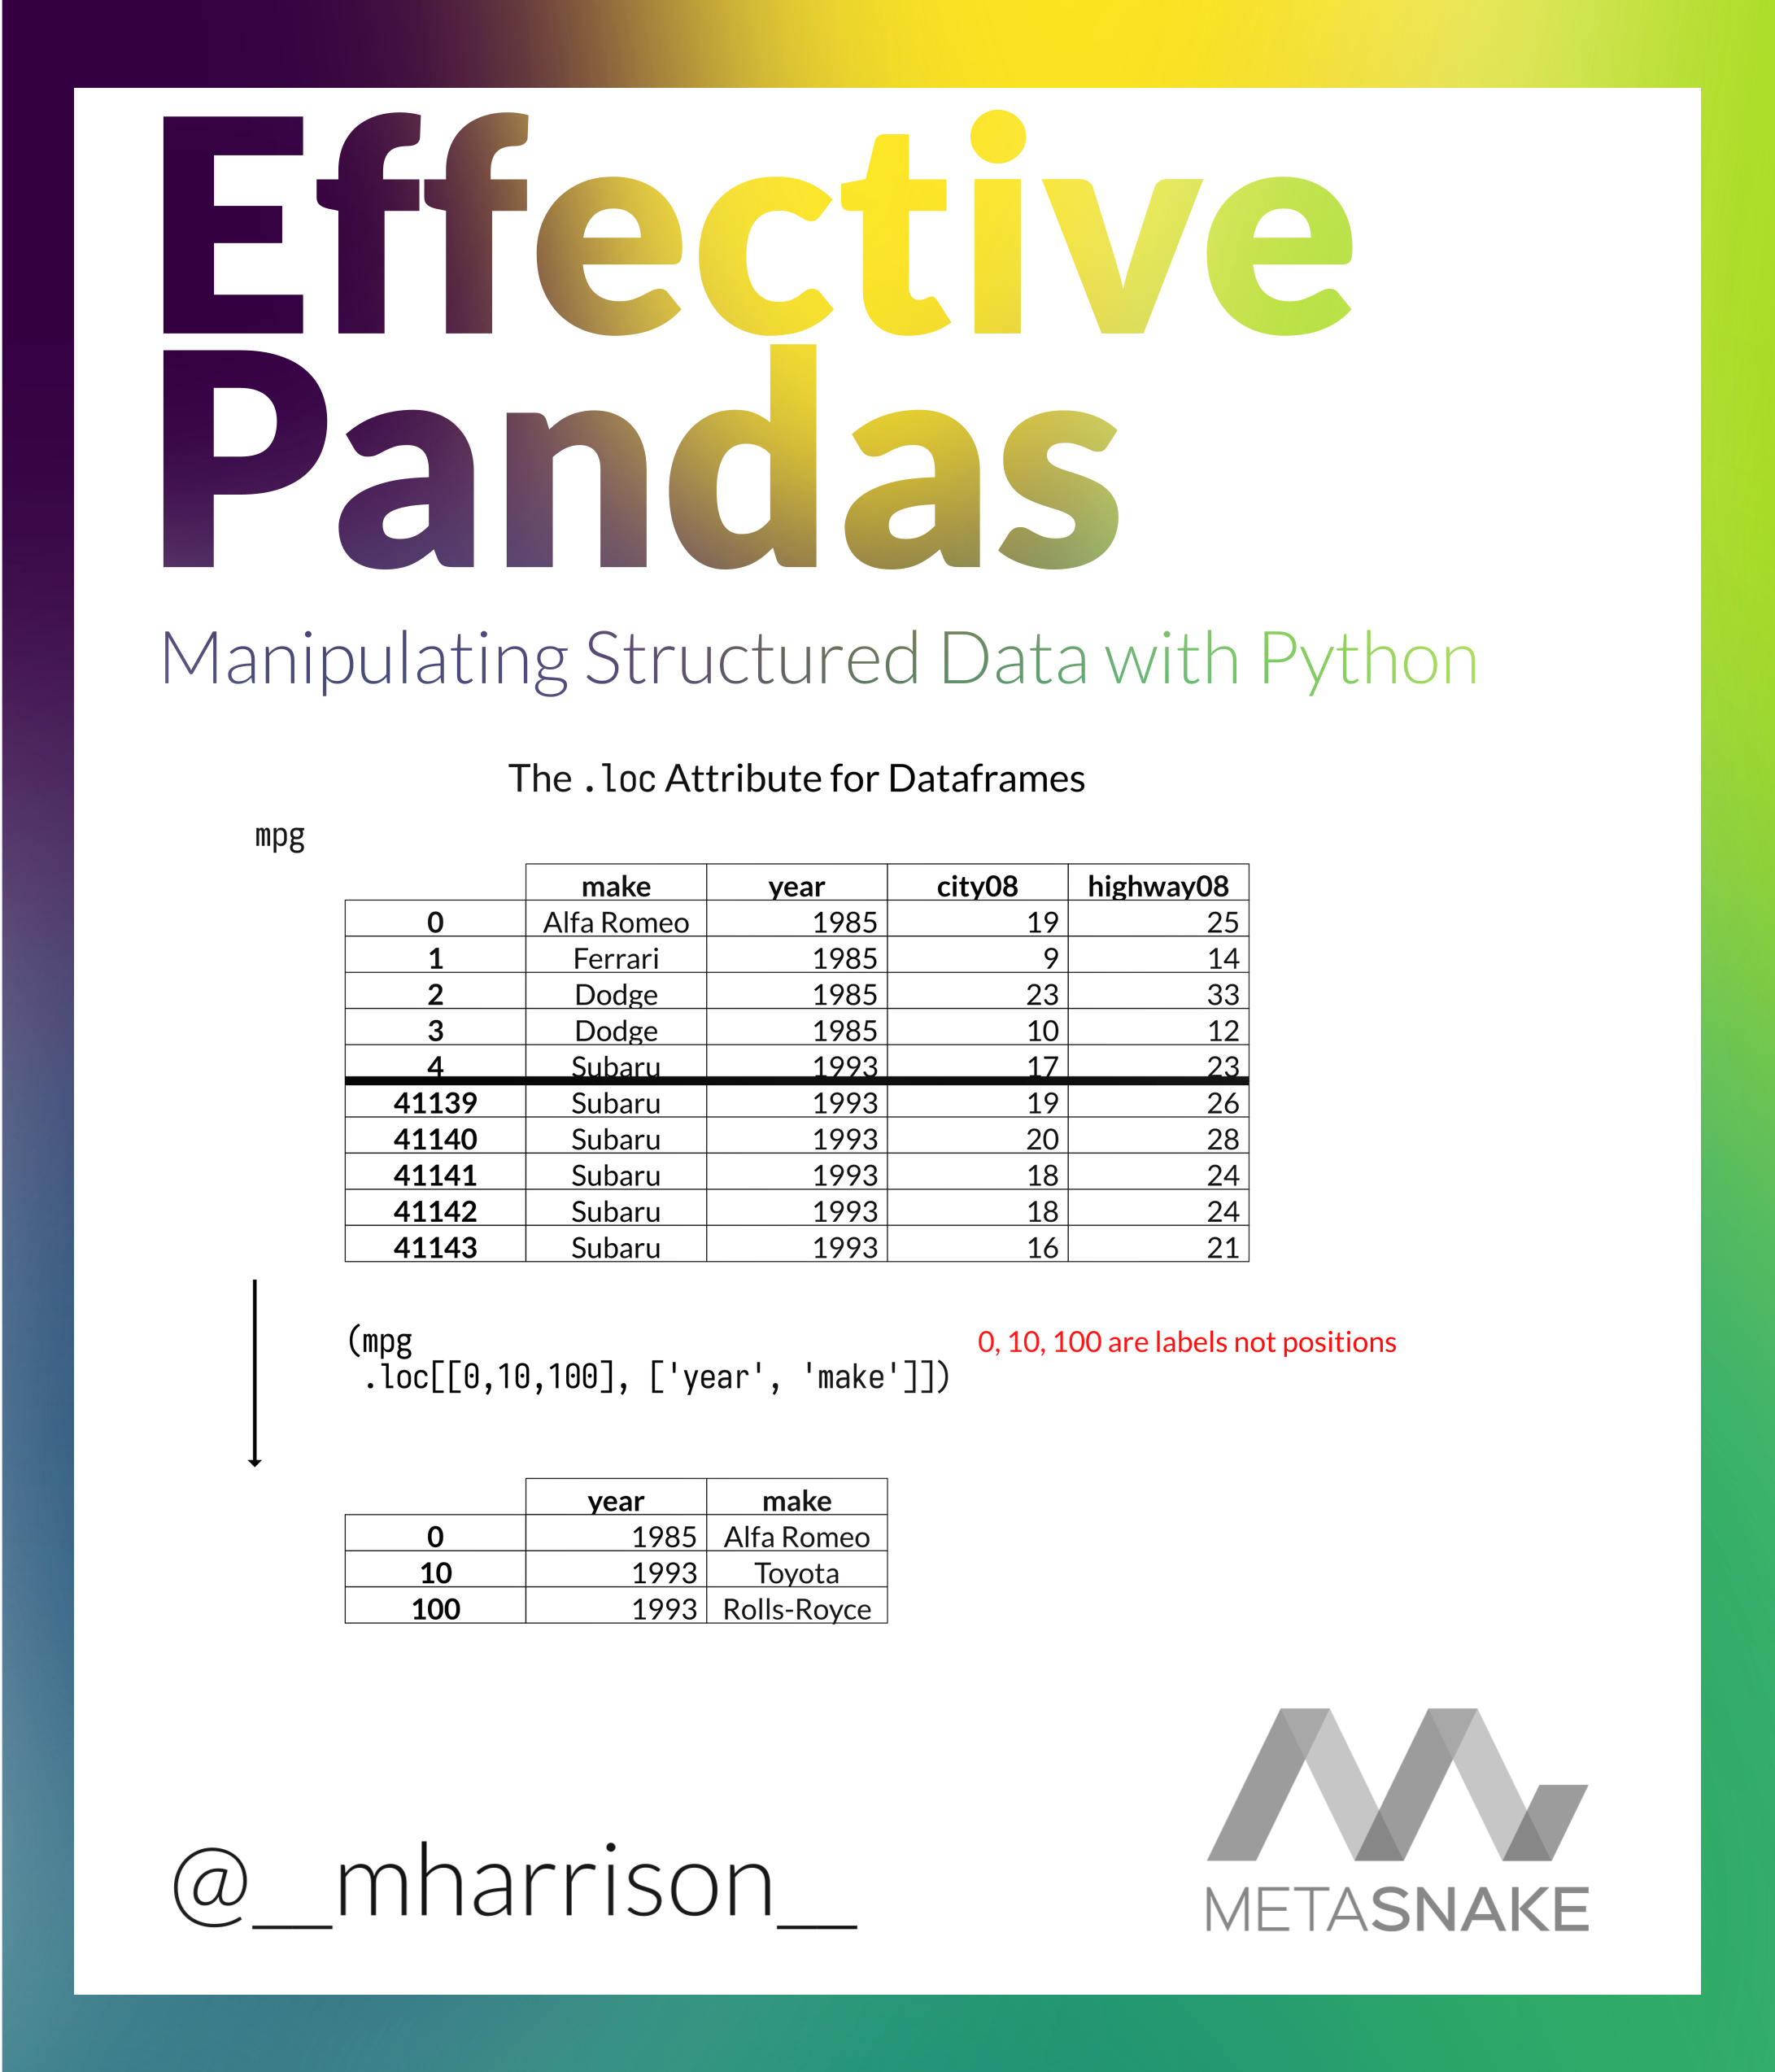 Effective
Pandas
Manipulating Structured Data with Python
The .loc Attribute for Dataframes
mpg
make year city08 highway08
0 Alfa Romeo 1985 19 25
1 Ferrari 1985 9 14
2 Dodge 1985 23 33
3 Dodge 1985 10 12
4 Subaru 1993 17 23
41139 Subaru 1993 19 26
41140 Subaru 1993 20 28
41141 Subaru 1993 18 24
41142 Subaru 1993 18 24
41143 Subaru 1993 16 21
(mpg
0, 10, 100 are labels not positions
.loc[[0,10,100], ['year', 'make']])
year make
0 1985 Alfa Romeo
10 1993 Toyota
100 1993 Rolls-Royce
@__mharrison__
METASNAKE